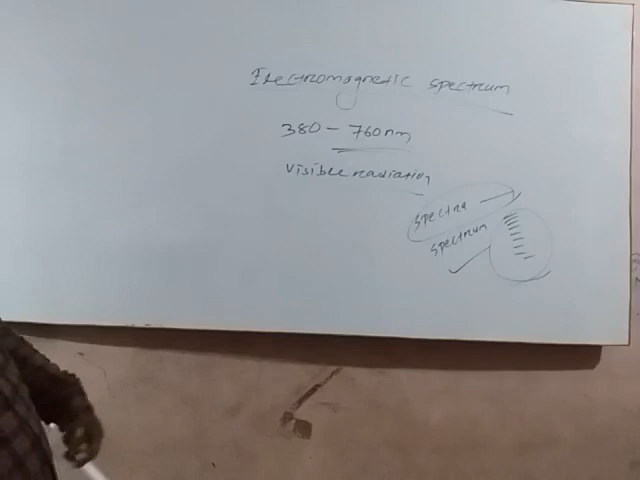 Electromagnetic spectrum
380 - 760nm
Visible radiation
spectra
spectrum